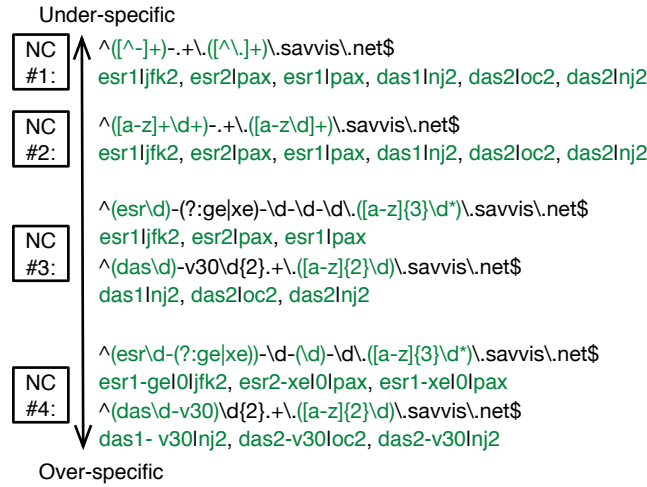 Under-specific
NC #1:
^([^-]+)-.+\.([^\.]+)\.savvis\.net$
esr1|jfk2, esr2|pax, esr1|pax, das1|nj2, das2|oc2, das2|nj2
NC #2:
^([a-z]+\d+)-.+\.([a-z\d]+)\.savvis\.net$
esr1|jfk2, esr2|pax, esr1|pax, das1|nj2, das2|oc2, das2|nj2
NC #3:
^(esr\d)-(?:ge|xe)-\d-\d-\d\.([a-z]{3}\d*)\.savvis\.net$
esr1|jfk2, esr2|pax, esr1|pax
^(das\d)-v30\d{2}.+\.([a-z]{2}\d)\.savvis\.net$
das1|nj2, das2|oc2, das2|nj2
NC #4:
^(esr\d-(?:ge|xe))-\d-(\d)-\d\.([a-z]{3}\d*)\.savvis\.net$
esr1-ge|0|jfk2, esr2-xe|0|pax, esr1-xe|0|pax
^(das\d-v30)\d{2}.+\.([a-z]{2}\d)\.savvis\.net$
das1- v30|nj2, das2-v30|oc2, das2-v30|nj2
Over-specific